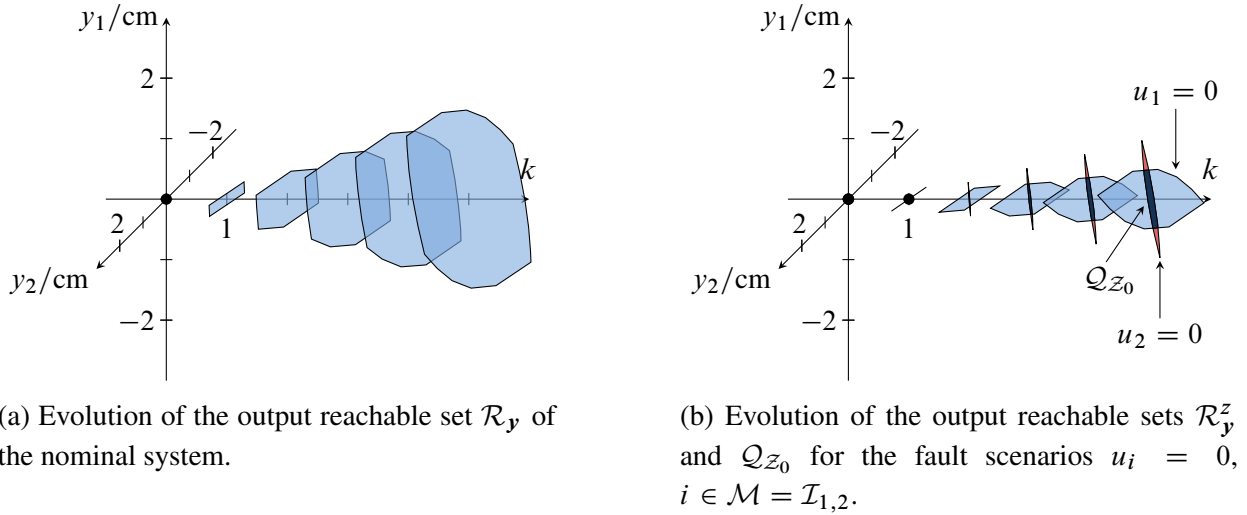 y₁/cm
2
−2
k
2
1
y₂/cm
−2
(a) Evolution of the output reachable set 𝓡_𝒚 of
the nominal system.
y₁/cm
2
u₁ = 0
−2
k
2
1
y₂/cm
𝒬_𝒵₀
−2
u₂ = 0
(b) Evolution of the output reachable sets 𝓡_𝒚^z
and 𝒬_𝒵₀ for the fault scenarios uᵢ = 0,
i ∈ ℳ = ℐ₁,₂.